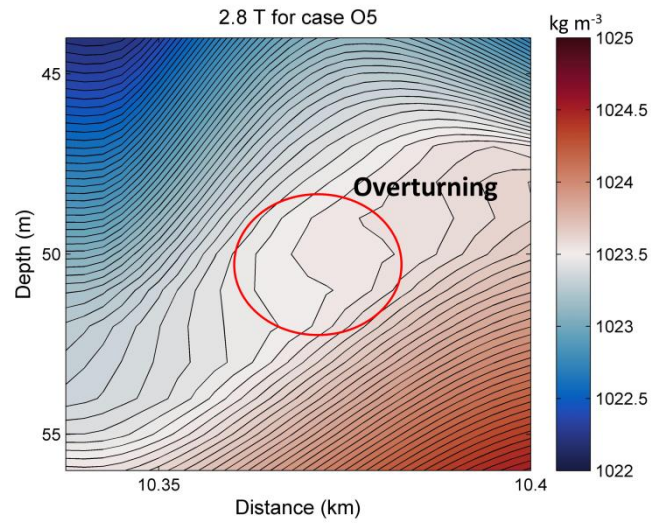 2.8 T for case O5
kg m⁻³
45
50
55
Depth (m)
Overturning
10.35
10.4
Distance (km)
1025
1024.5
1024
1023.5
1023
1022.5
1022